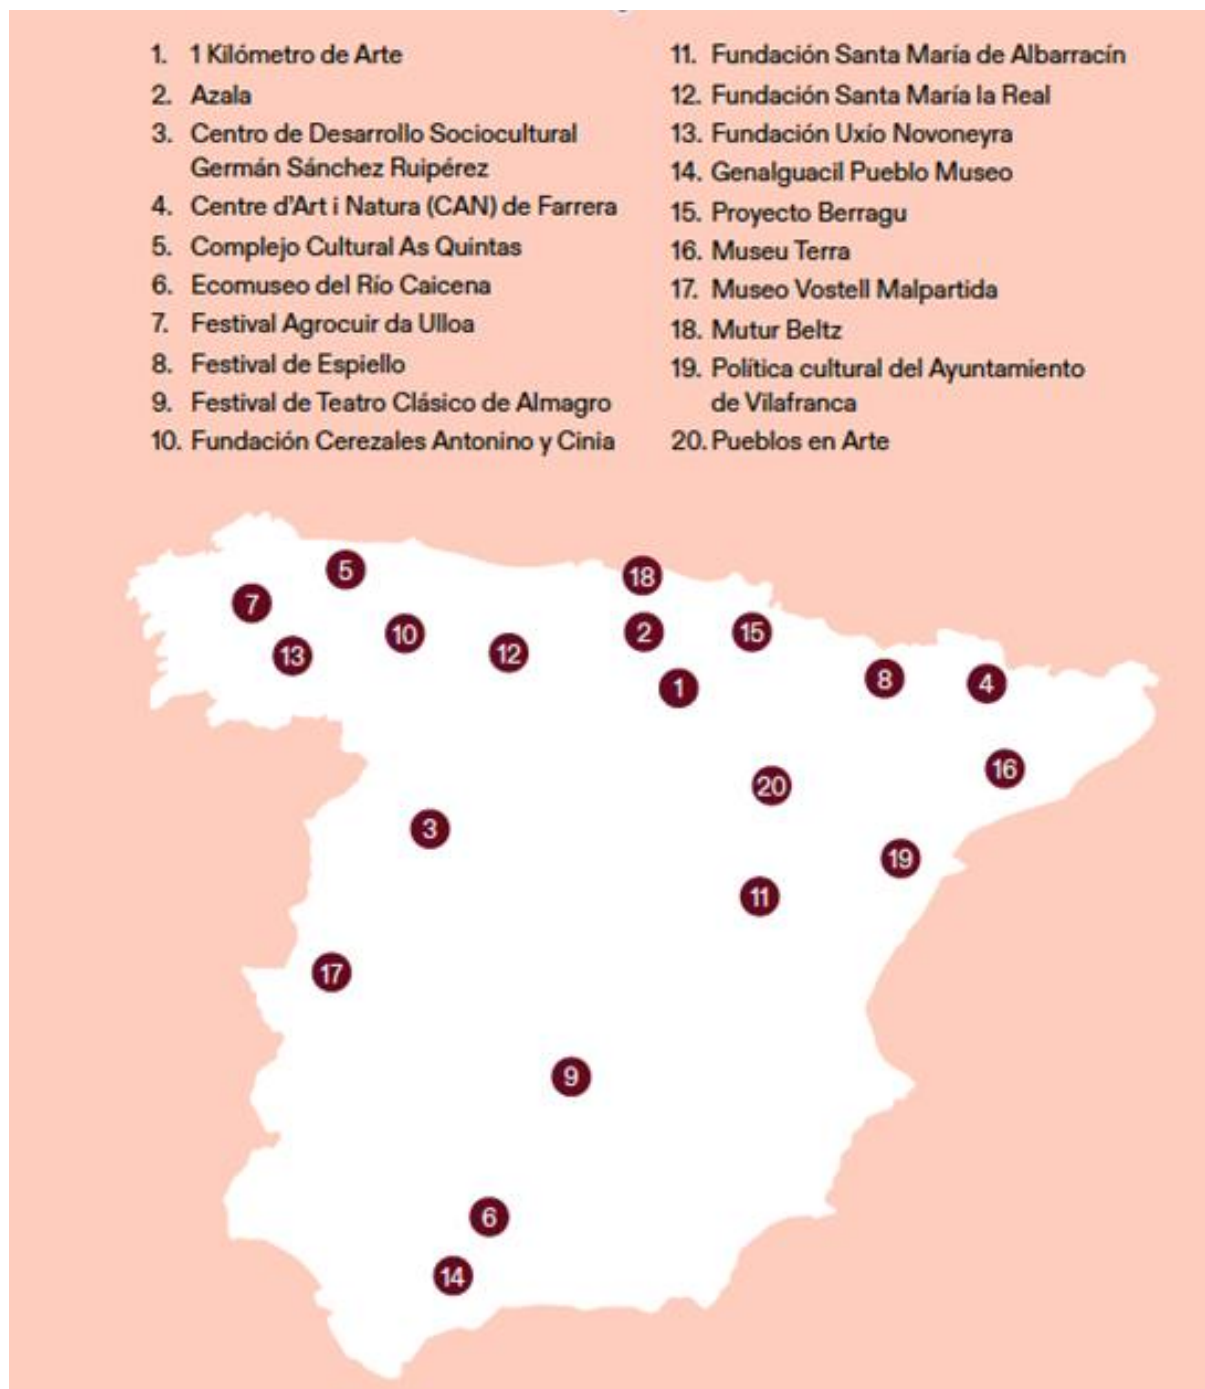 1. 1 Kilómetro de Arte
2. Azala
3. Centro de Desarrollo Sociocultural
Germán Sánchez Ruipérez
4. Centre d'Art i Natura (CAN) de Farrera
5. Complejo Cultural As Quintas
6. Ecomuseo del Río Caicena
7. Festival Agrocuir da Ulloa
8. Festival de Espiello
9. Festival de Teatro Clásico de Almagro
10. Fundación Cerezales Antonino y Cinia
11. Fundación Santa María de Albarracín
12. Fundación Santa María la Real
13. Fundación Uxío Novoneyra
14. Genalguacil Pueblo Museo
15. Proyecto Berragu
16. Museu Terra
17. Museo Vostell Malpartida
18. Mutur Beltz
19. Política cultural del Ayuntamiento
de Vilafranca
20. Pueblos en Arte
5
18
7
10
2
15
13
12
1
8
4
16
20
3
19
11
17
9
6
14